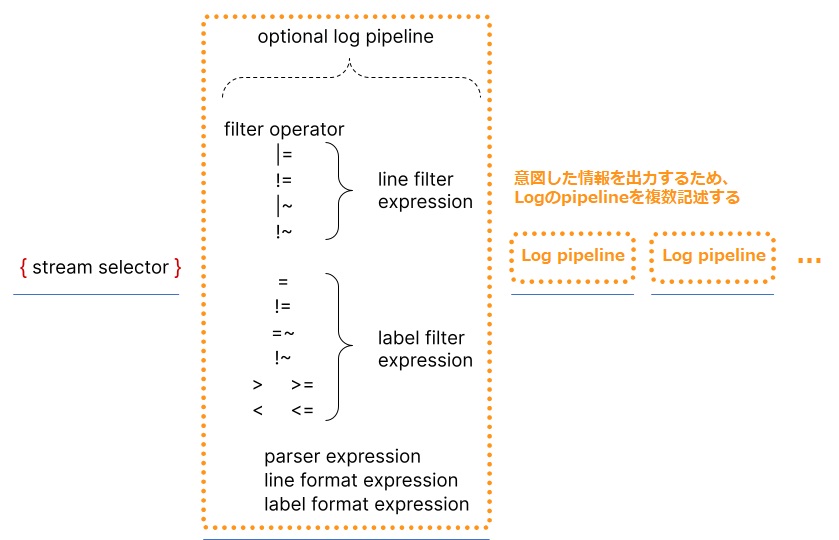 optional log pipeline
filter operator
|=
!=
|~
!~
line filter
expression
=
!=
=~
!~
> >=
< <=
label filter
expression
parser expression
line format expression
label format expression
{ stream selector }
意図した情報を出力するため、
Logのpipelineを複数記述する
Log pipeline
Log pipeline
...